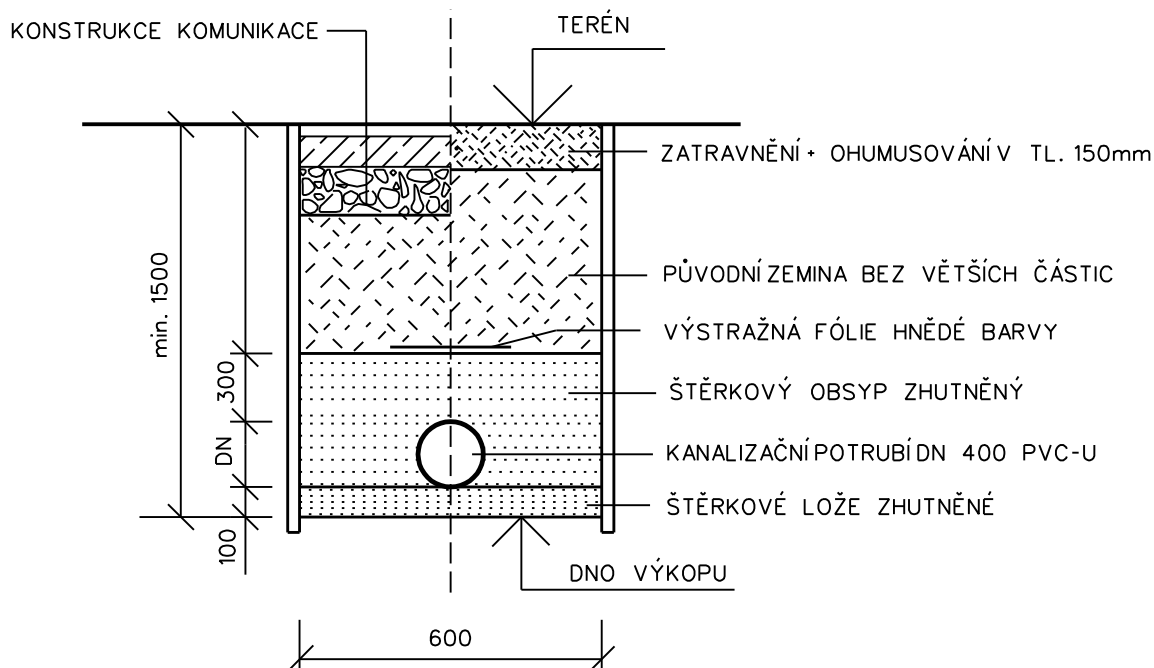 KONSTRUKCE KOMUNIKACE
TERÉN
ZATRAVNĚNÍ + OHUMUSOVÁNÍ V TL. 150mm
PŮVODNÍ ZEMINA BEZ VĚTŠÍCH ČÁSTIC
VÝSTRAŽNÁ FÓLIE HNĚDÉ BARVY
ŠTĚRKOVÝ OBSYP ZHUTNĚNÝ
KANALIZAČNÍ POTRUBÍ DN 400 PVC-U
ŠTĚRKOVÉ LOŽE ZHUTNĚNÉ
DNO VÝKOPU
min. 1500
300
DN
100
600